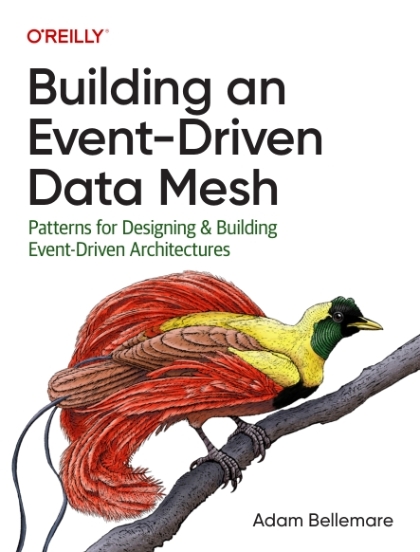 O'REILLY®
Building an
Event-Driven
Data Mesh
Patterns for Designing & Building
Event-Driven Architectures
Adam Bellemare